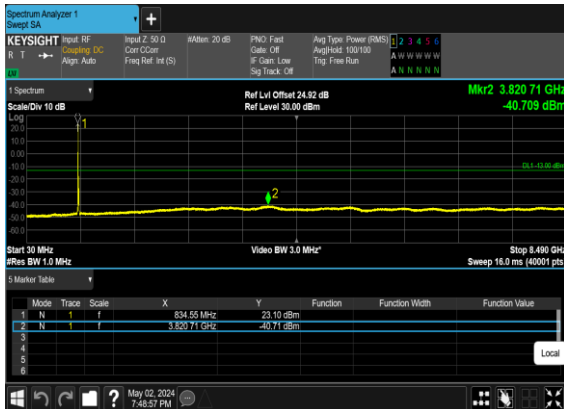 Spectrum Analyzer 1
Swept SA
+
KEYSIGHT Input: RF Input Z: 50 Ω #Atten: 20 dB PNO: Fast Avg Type: Power (RMS) 1 2 3 4 5 6
R T Coupling: DC Corr CCorr Gate: Off Avg|Hold: 100/100 A W W W W W
Align: Auto Freq Ref: Int (S) IF Gain: Low Trig: Free Run
LNI Sig Track: Off A N N N N N
1 Spectrum Ref Lvl Offset 24.92 dB Mkr2 3.820 71 GHz
Scale/Div 10 dB Ref Level 30.00 dBm -40.709 dBm
Log
20.0
10.0
0.00
-10.0
-20.0
-30.0
-40.0
-50.0
-60.0
1
DL1 -13.00 dBm
2
Start 30 MHz Video BW 3.0 MHz* Stop 8.490 GHz
#Res BW 1.0 MHz Sweep 16.0 ms (40001 pts)
5 Marker Table
Mode Trace Scale X Y Function Function Width Function Value
1 N 1 f 834.55 MHz 23.10 dBm
2 N 1 f 3.820 71 GHz -40.71 dBm
3
4
5
6
Local
? May 02, 2024
7:48:57 PM